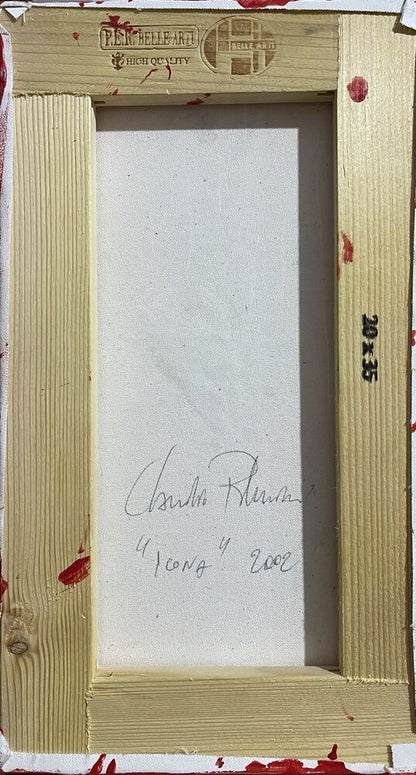 P.E.R. BELLE ARTI
HIGH QUALITY
BELLE ARTI
20 x 35
"ICONA" 2002